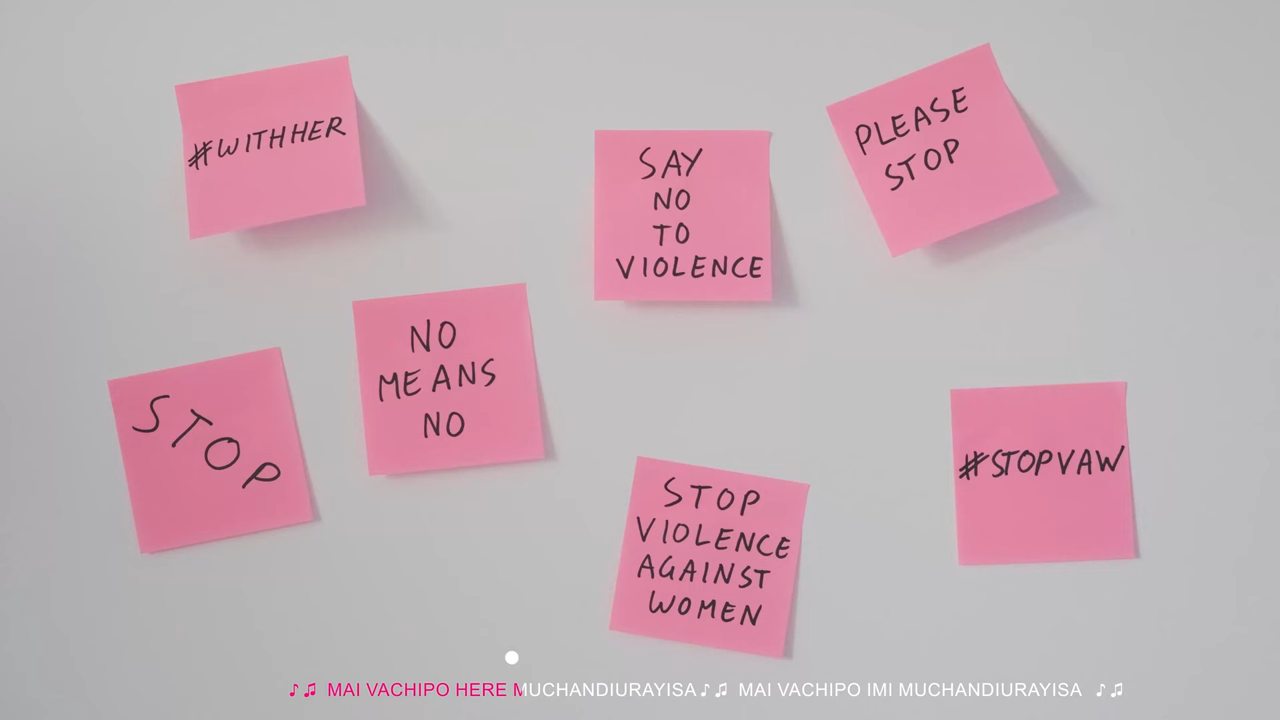 #WITHHER
SAY
NO
TO
VIOLENCE
PLEASE
STOP
STOP
NO
MEANS
NO
STOP
VIOLENCE
AGAINST
WOMEN
#STOPVAW
♪♫ MAI VACHIPO HERE MUCHANDIURAYISA ♪♫ MAI VACHIPO IMI MUCHANDIURAYISA ♪♫